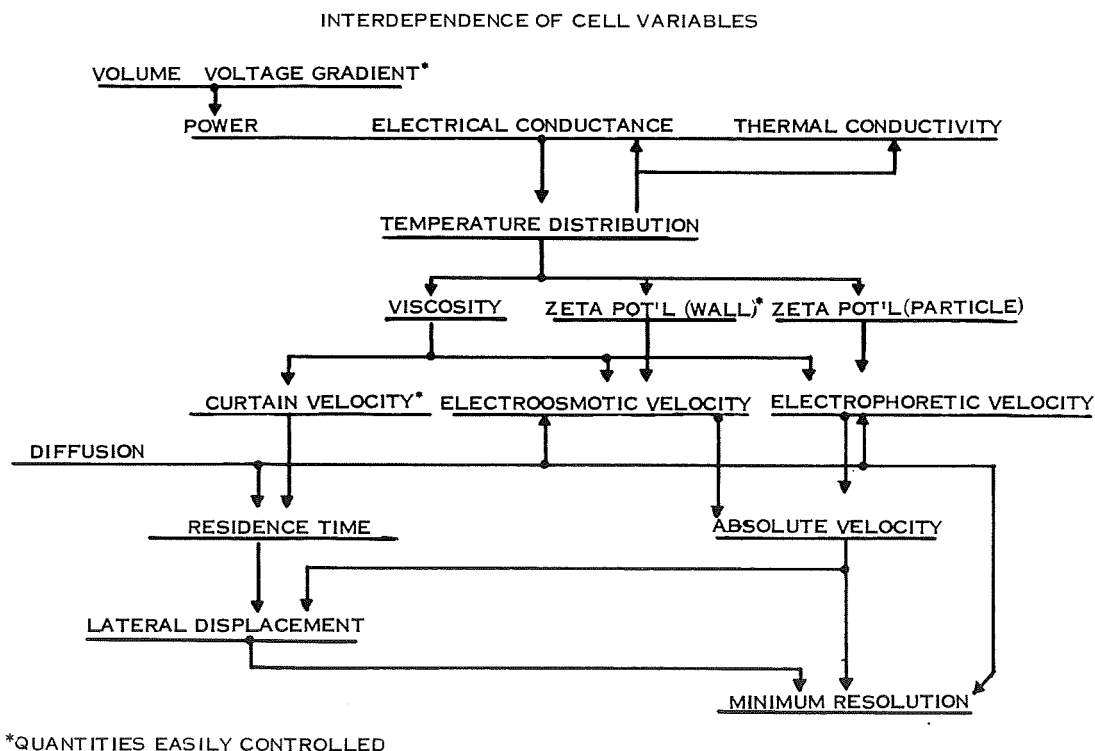 INTERDEPENDENCE OF CELL VARIABLES
VOLUME VOLTAGE GRADIENT*
POWER ELECTRICAL CONDUCTANCE THERMAL CONDUCTIVITY
TEMPERATURE DISTRIBUTION
VISCOSITY ZETA POT'L (WALL)* ZETA POT'L (PARTICLE)
CURTAIN VELOCITY* ELECTROOSMOTIC VELOCITY ELECTROPHORETIC VELOCITY
DIFFUSION
RESIDENCE TIME ABSOLUTE VELOCITY
LATERAL DISPLACEMENT
MINIMUM RESOLUTION
*QUANTITIES EASILY CONTROLLED